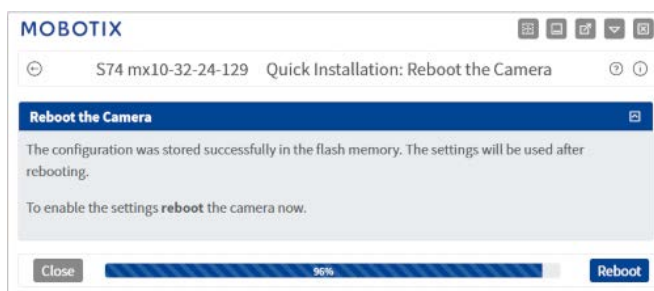 MOBOTIX
S74 mx10-32-24-129 Quick Installation: Reboot the Camera
Reboot the Camera
The configuration was stored successfully in the flash memory. The settings will be used after
rebooting.
To enable the settings reboot the camera now.
Close 96% Reboot